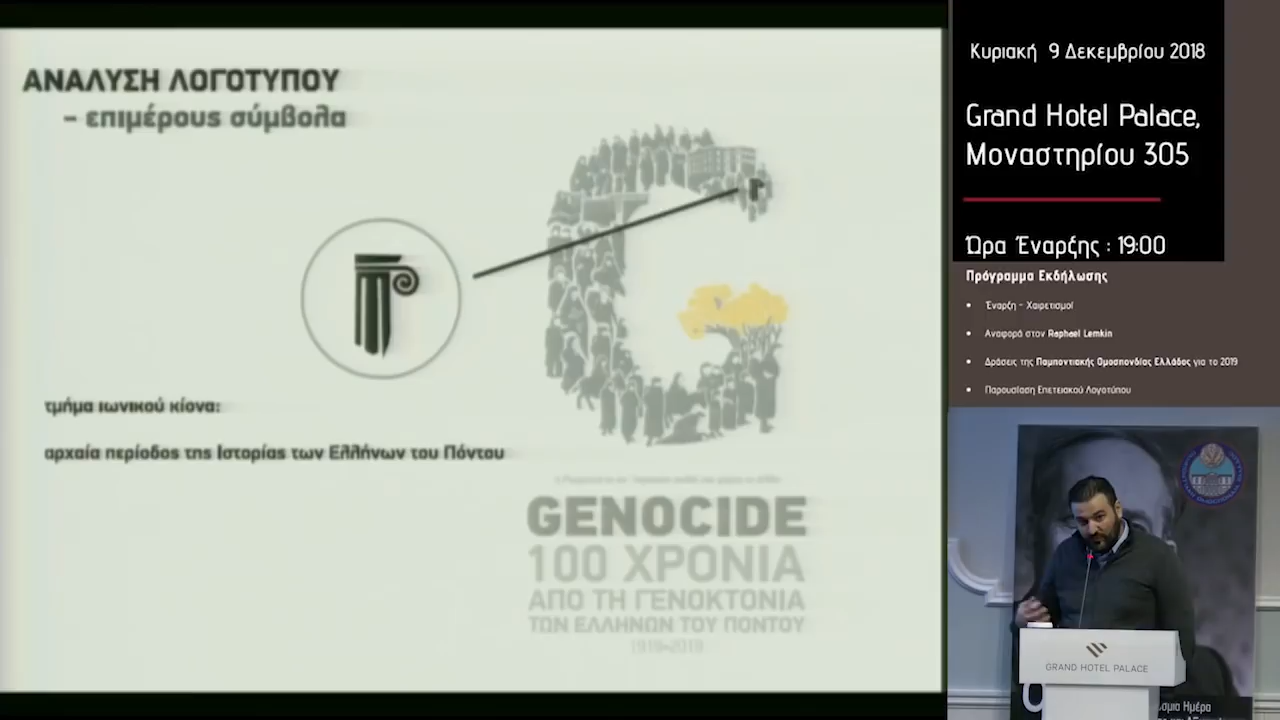 ΑΝΑΛΥΣΗ ΛΟΓΟΤΥΠΟΥ
- επιμέρους σύμβολα
τμήμα ιωνικού κίονα:
αρχαία περίοδος της Ιστορίας των Ελλήνων του Πόντου
GENOCIDE
100 ΧΡΟΝΙΑ
ΑΠΟ ΤΗ ΓΕΝΟΚΤΟΝΙΑ
ΤΩΝ ΕΛΛΗΝΩΝ ΤΟΥ ΠΟΝΤΟΥ
1919-2019
Κυριακή 9 Δεκεμβρίου 2018
Grand Hotel Palace,
Μοναστηρίου 305
Ώρα Έναρξης : 19:00
Πρόγραμμα Εκδήλωσης
• Έναρξη - Χαιρετισμοί
• Αναφορά στον Raphael Lemkin
• Δράσεις της Παμποντιακής Ομοσπονδίας Ελλάδος για το 2019
• Παρουσίαση Επετειακού Λογοτύπου
GRAND HOTEL PALACE
Ημέρα